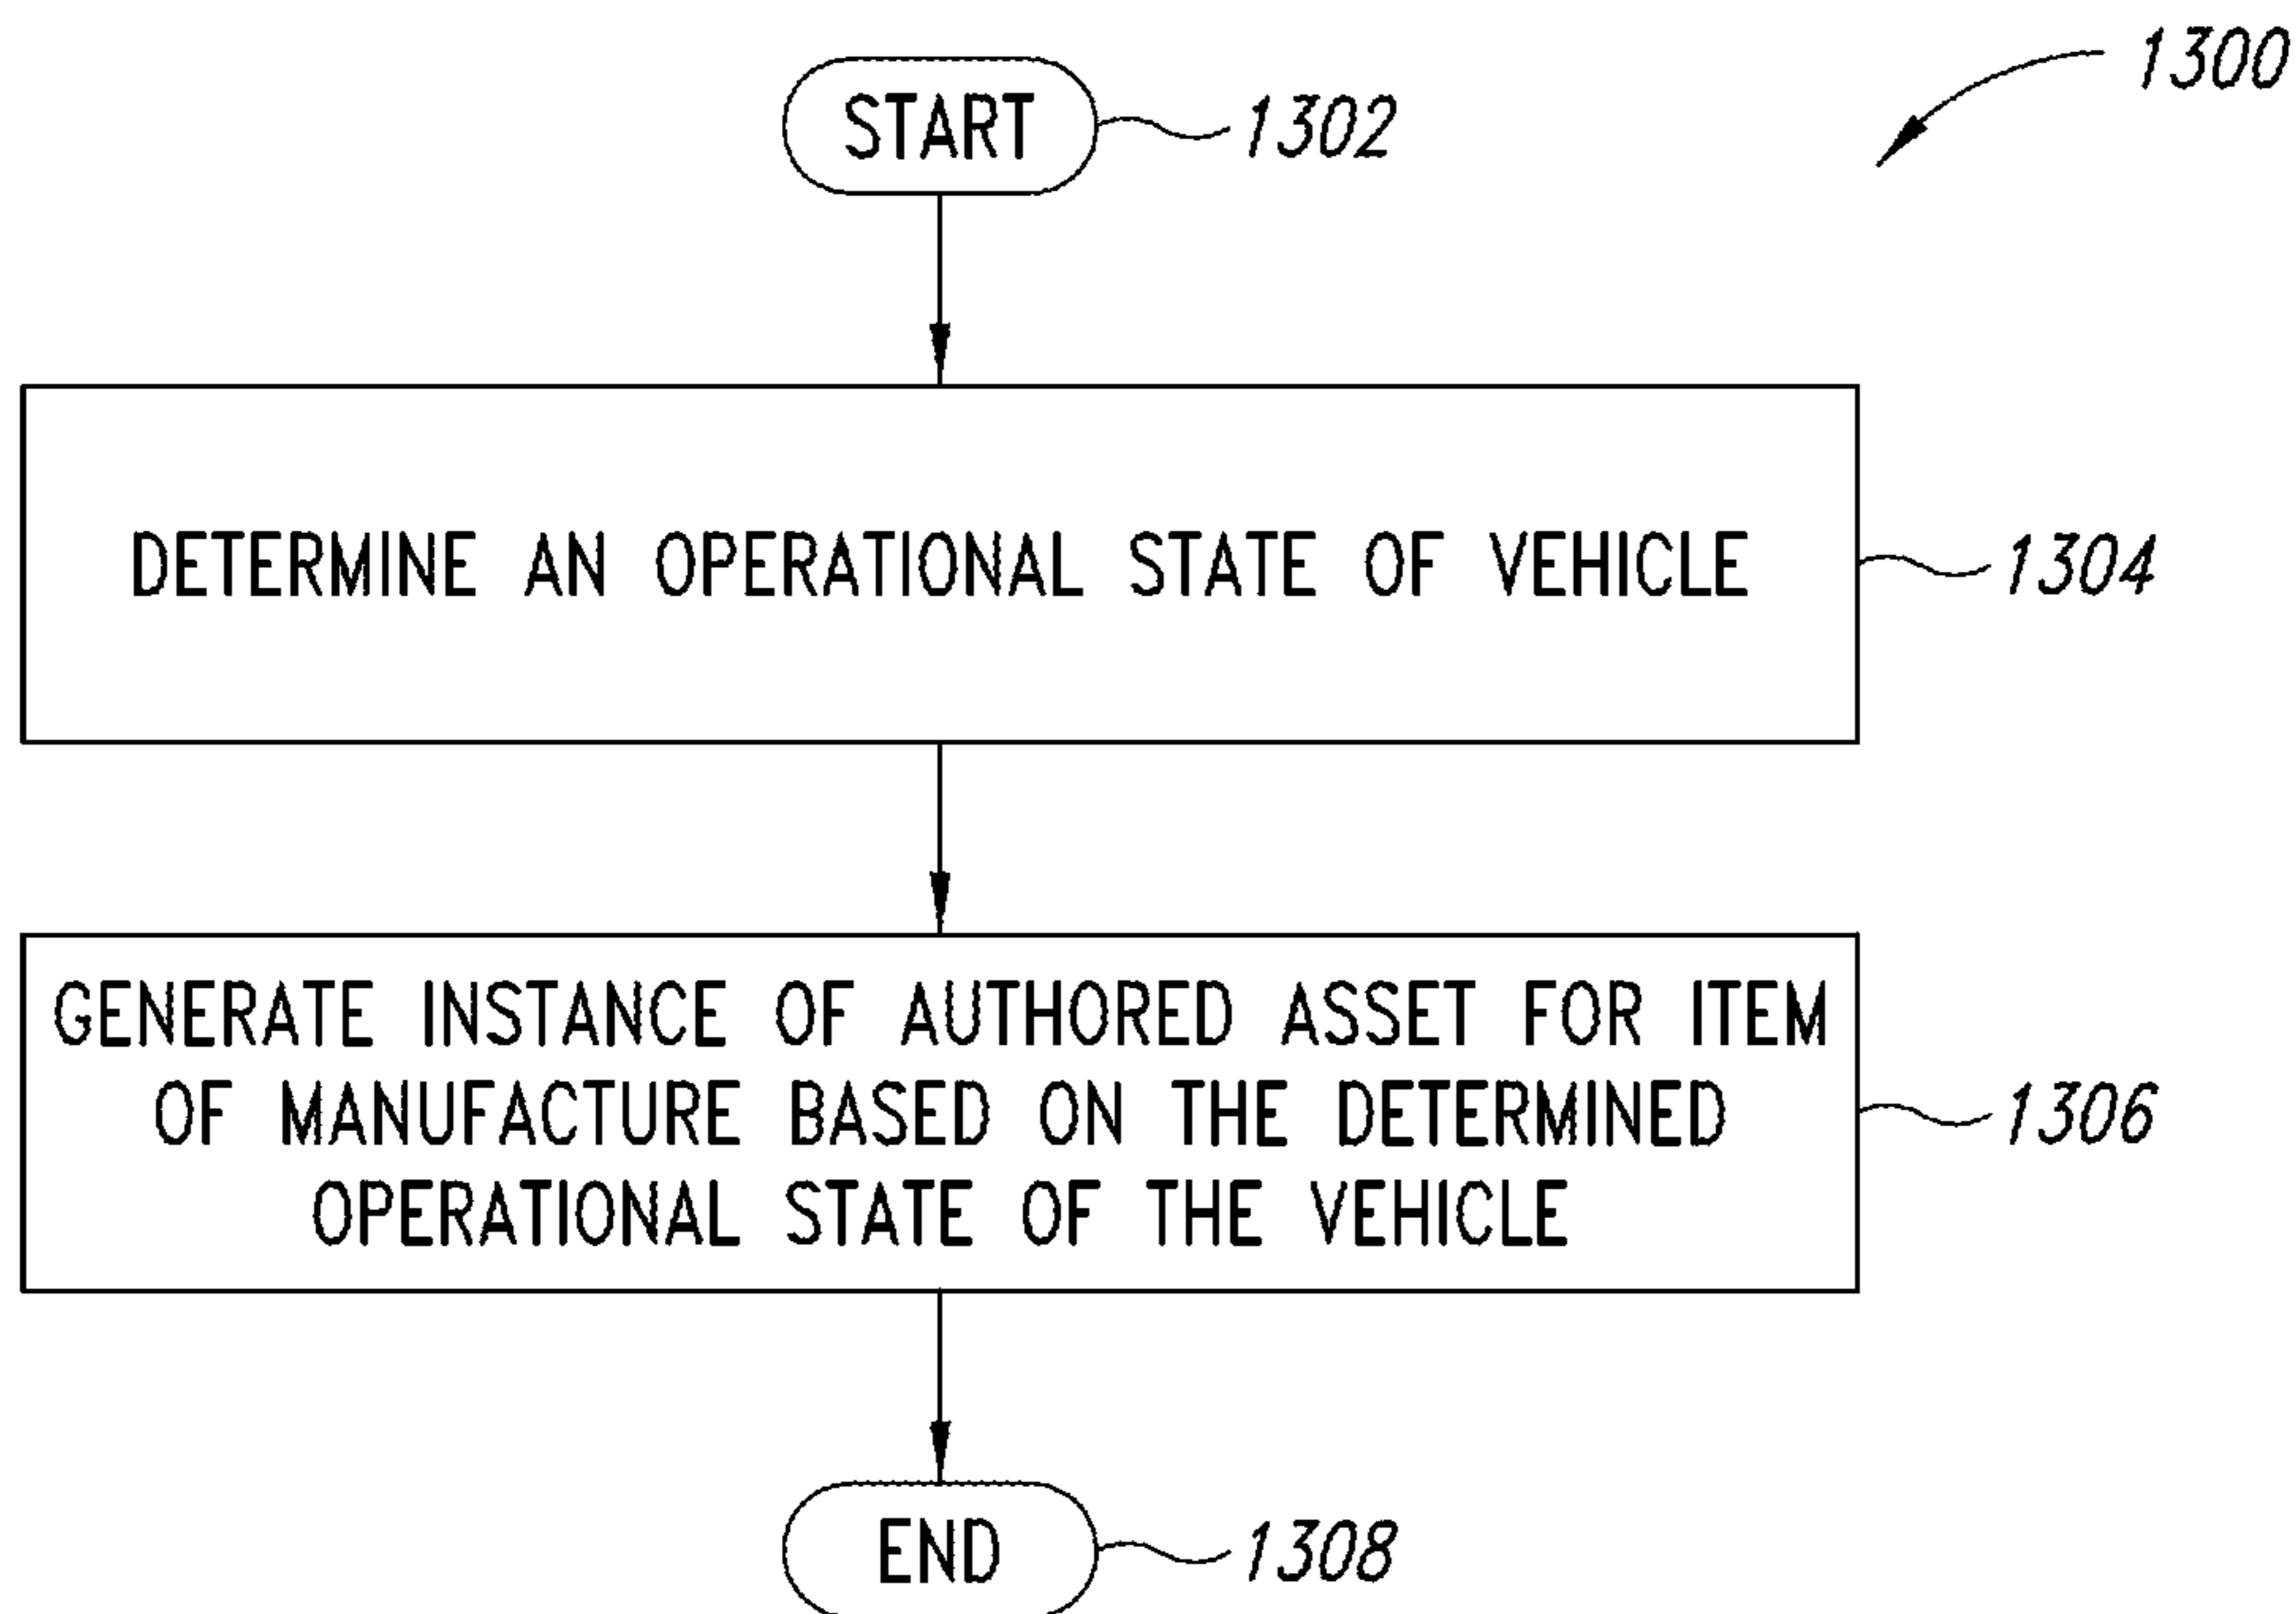 1300
START 1302
DETERMINE AN OPERATIONAL STATE OF VEHICLE 1304
GENERATE INSTANCE OF AUTHORED ASSET FOR ITEM
OF MANUFACTURE BASED ON THE DETERMINED 1306
OPERATIONAL STATE OF THE VEHICLE
END 1308